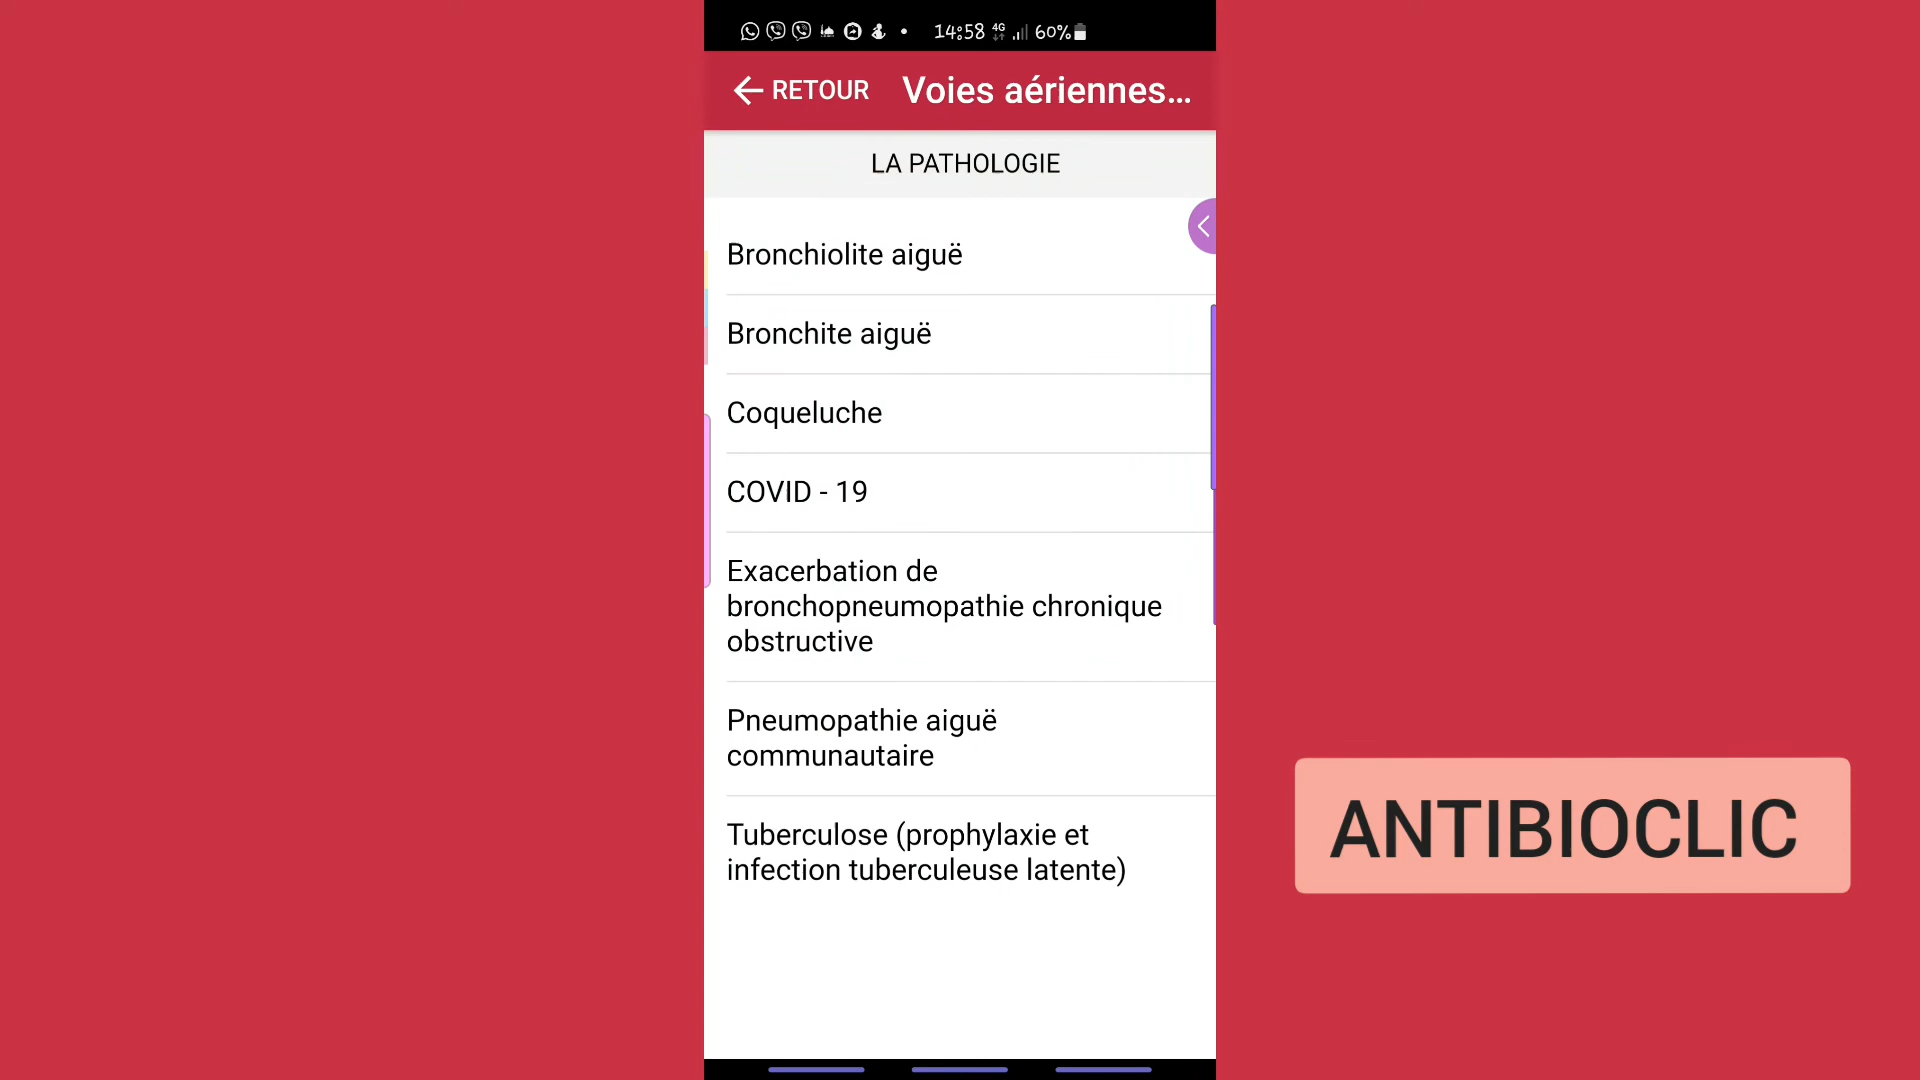 14:58 4G 60%
RETOUR Voies aériennes...
LA PATHOLOGIE
Bronchiolite aiguë
Bronchite aiguë
Coqueluche
COVID - 19
Exacerbation de
bronchopneumopathie chronique
obstructive
Pneumopathie aiguë
communautaire
Tuberculose (prophylaxie et
infection tuberculeuse latente)
ANTIBIOCLIC